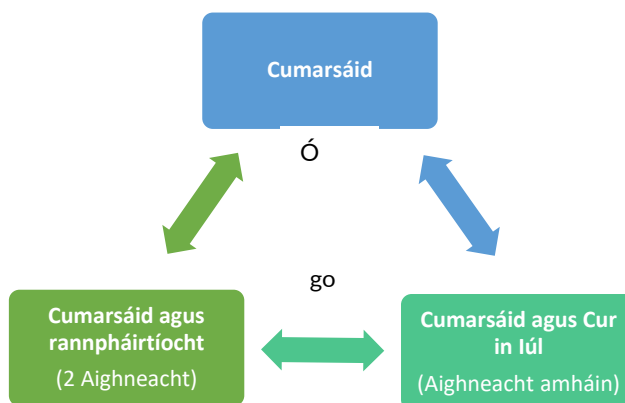 Cumarsáid
Ó
go
Cumarsáid agus
rannpháirtíocht
(2 Aighneacht)
Cumarsáid agus Cur
in Iúl
(Aighneacht amháin)